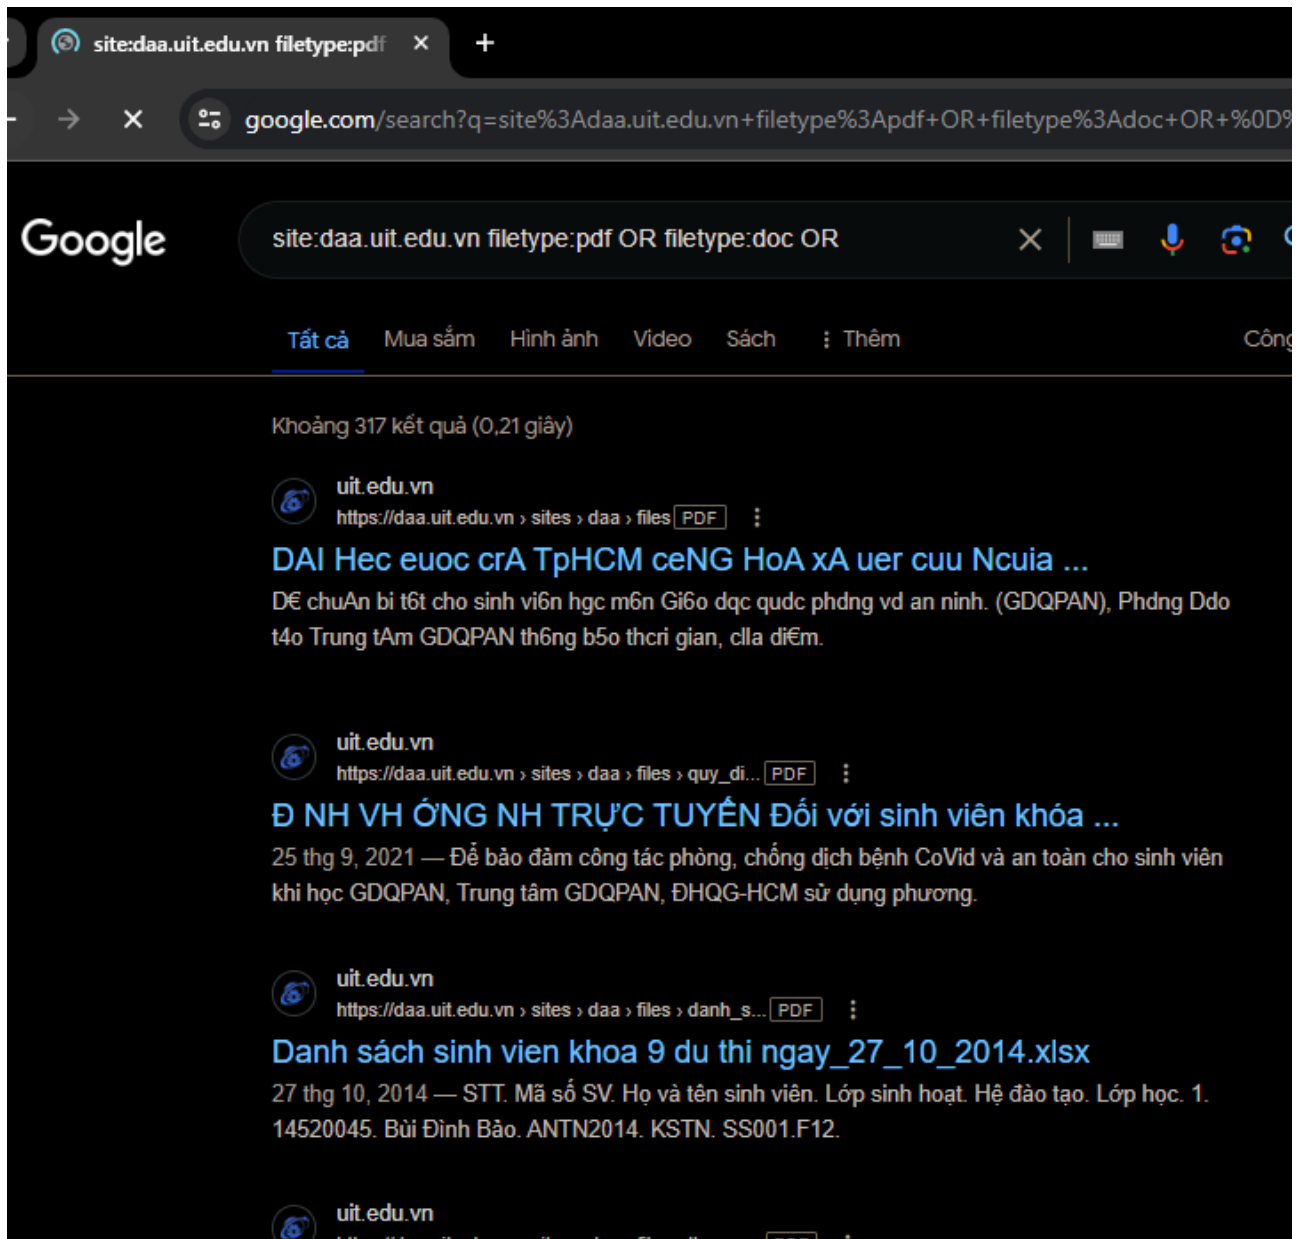 site:daa.uit.edu.vn filetype:pdf
google.com/search?q=site%3Adaa.uit.edu.vn+filetype%3Apdf+OR+filetype%3Adoc+OR+%0D%
Google
site:daa.uit.edu.vn filetype:pdf OR filetype:doc OR
Tất cả Mua sắm Hình ảnh Video Sách Thêm Công
Khoảng 317 kết quả (0,21 giây)
uit.edu.vn
https://daa.uit.edu.vn › sites › daa › files PDF
DAI Hec euoc crA TpHCM ceNG HoA xA uer cuu Ncuia ...
D€ chuAn bi t6t cho sinh vi6n hgc m6n Gi6o dqc qudc phdng vd an ninh. (GDQPAN), Phdng Ddo
t4o Trung tAm GDQPAN th6ng b5o thcri gian, clla di€m.
uit.edu.vn
https://daa.uit.edu.vn › sites › daa › files › quy_di... PDF
Đ NH VH ỚNG NH TRỰC TUYẾN Đối với sinh viên khóa ...
25 thg 9, 2021 — Để bảo đảm công tác phòng, chống dịch bệnh CoVid và an toàn cho sinh viên
khi học GDQPAN, Trung tâm GDQPAN, ĐHQG-HCM sử dụng phương.
uit.edu.vn
https://daa.uit.edu.vn › sites › daa › files › danh_s... PDF
Danh sách sinh vien khoa 9 du thi ngay_27_10_2014.xlsx
27 thg 10, 2014 — STT. Mã số SV. Họ và tên sinh viên. Lớp sinh hoạt. Hệ đào tạo. Lớp học. 1.
14520045. Bùi Đình Bảo. ANTN2014. KSTN. SS001.F12.
uit.edu.vn